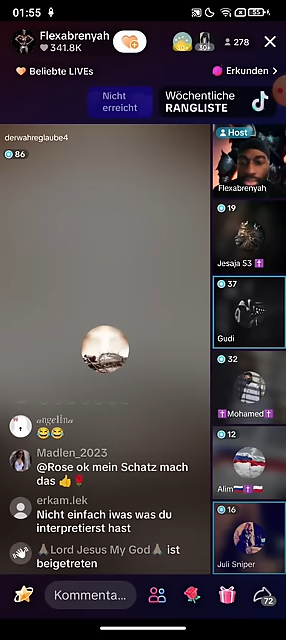 01:55
55
Flexabrenyah
341.8K
30+
278
Beliebte LIVEs
Erkunden
Nicht
erreicht
Wöchentliche
RANGLISTE
derwahreglaube4
86
Host
Flexabrenyah
19
Jesaja 53 ✝️
37
Gudi
32
✝️Mohamed✝️
12
Alim🇷🇺✝️🇵🇱
16
Juli Sniper
angelina
😂😂
Madlen_2023
@Rose ok mein Schatz mach
das 👍🌹
erkam.lek
Nicht einfach iwas was du
interpretierst hast
🙏Lord Jesus My God🙏 ist
beigetreten
Kommenta...
72